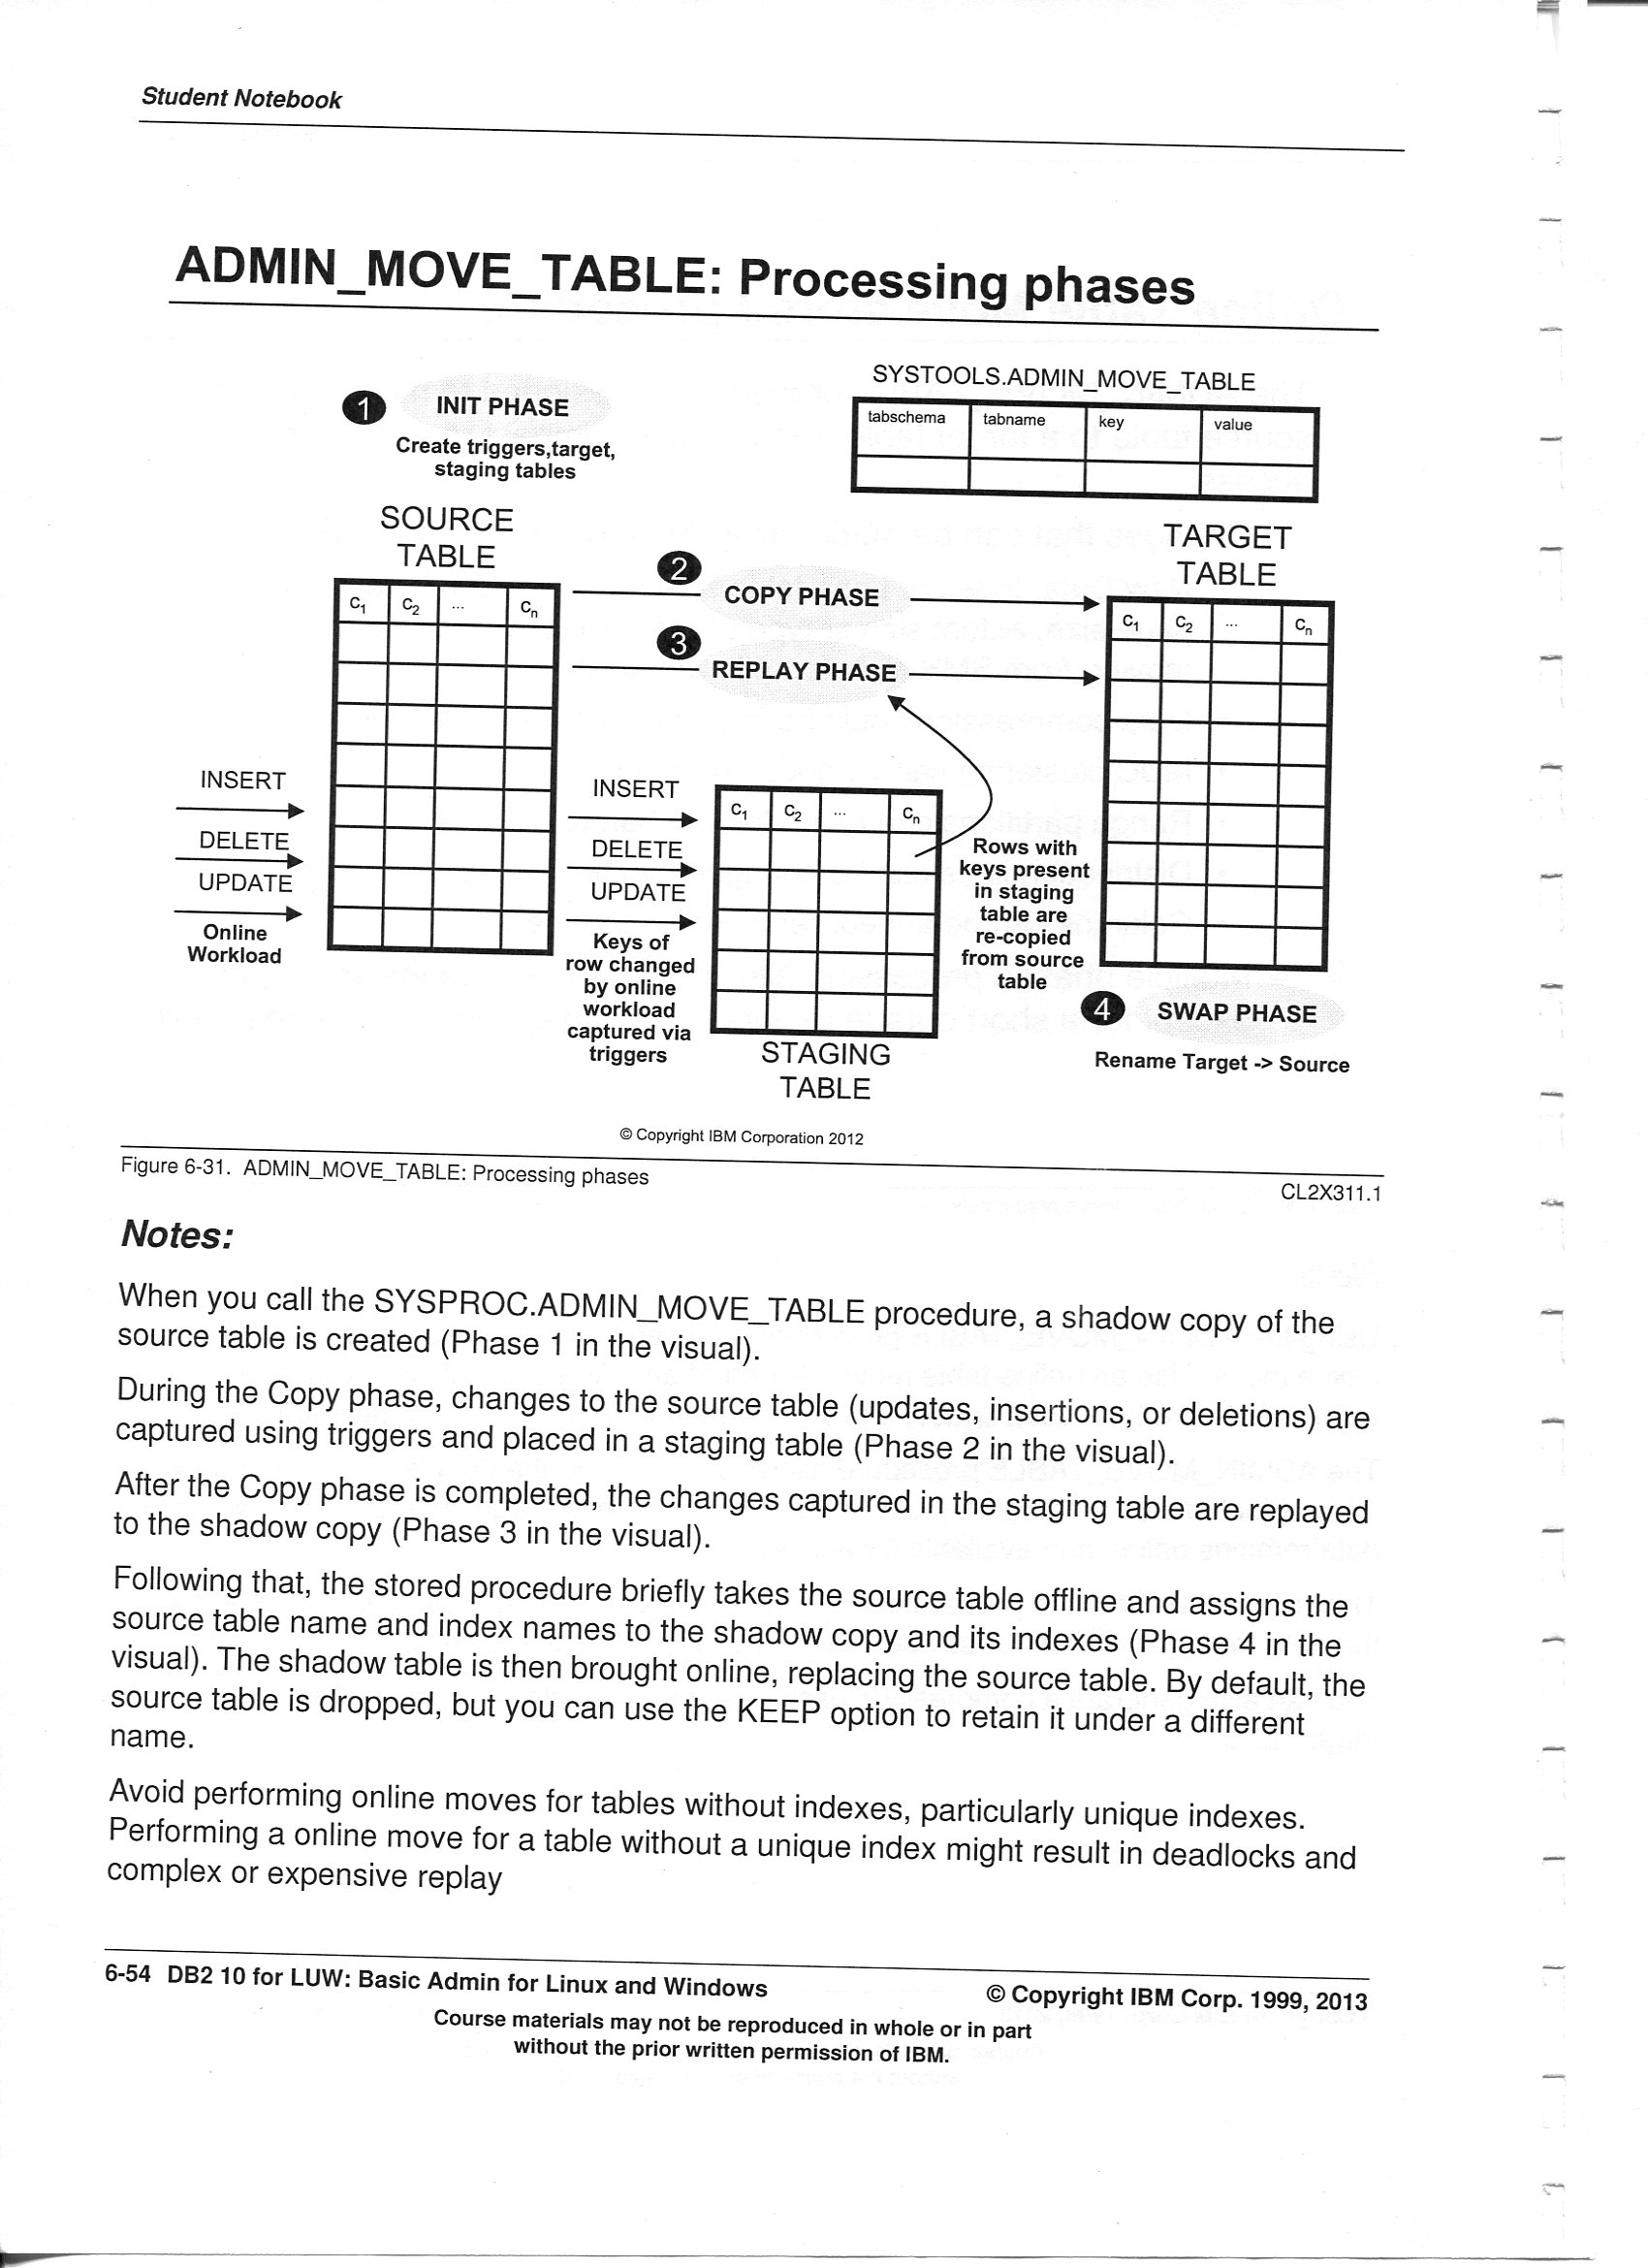 Student Notebook
ADMIN_MOVE_TABLE: Processing phases
SYSTOOLS.ADMIN_MOVE_TABLE
tabschema tabname key value
1 INIT PHASE
Create triggers,target,
staging tables
SOURCE
TABLE
C1 C2 ... Cn
2 COPY PHASE
3 REPLAY PHASE
TARGET
TABLE
C1 C2 ... Cn
INSERT
DELETE
UPDATE
Online
Workload
INSERT
DELETE
UPDATE
Keys of
row changed
by online
workload
captured via
triggers
C1 C2 ... Cn
STAGING
TABLE
Rows with
keys present
in staging
table are
re-copied
from source
table
4 SWAP PHASE
Rename Target -> Source
© Copyright IBM Corporation 2012
Figure 6-31. ADMIN_MOVE_TABLE: Processing phases
CL2X311.1
Notes:
When you call the SYSPROC.ADMIN_MOVE_TABLE procedure, a shadow copy of the
source table is created (Phase 1 in the visual).
During the Copy phase, changes to the source table (updates, insertions, or deletions) are
captured using triggers and placed in a staging table (Phase 2 in the visual).
After the Copy phase is completed, the changes captured in the staging table are replayed
to the shadow copy (Phase 3 in the visual).
Following that, the stored procedure briefly takes the source table offline and assigns the
source table name and index names to the shadow copy and its indexes (Phase 4 in the
visual). The shadow table is then brought online, replacing the source table. By default, the
source table is dropped, but you can use the KEEP option to retain it under a different
name.
Avoid performing online moves for tables without indexes, particularly unique indexes.
Performing a online move for a table without a unique index might result in deadlocks and
complex or expensive replay
6-54 DB2 10 for LUW: Basic Admin for Linux and Windows
© Copyright IBM Corp. 1999, 2013
Course materials may not be reproduced in whole or in part
without the prior written permission of IBM.